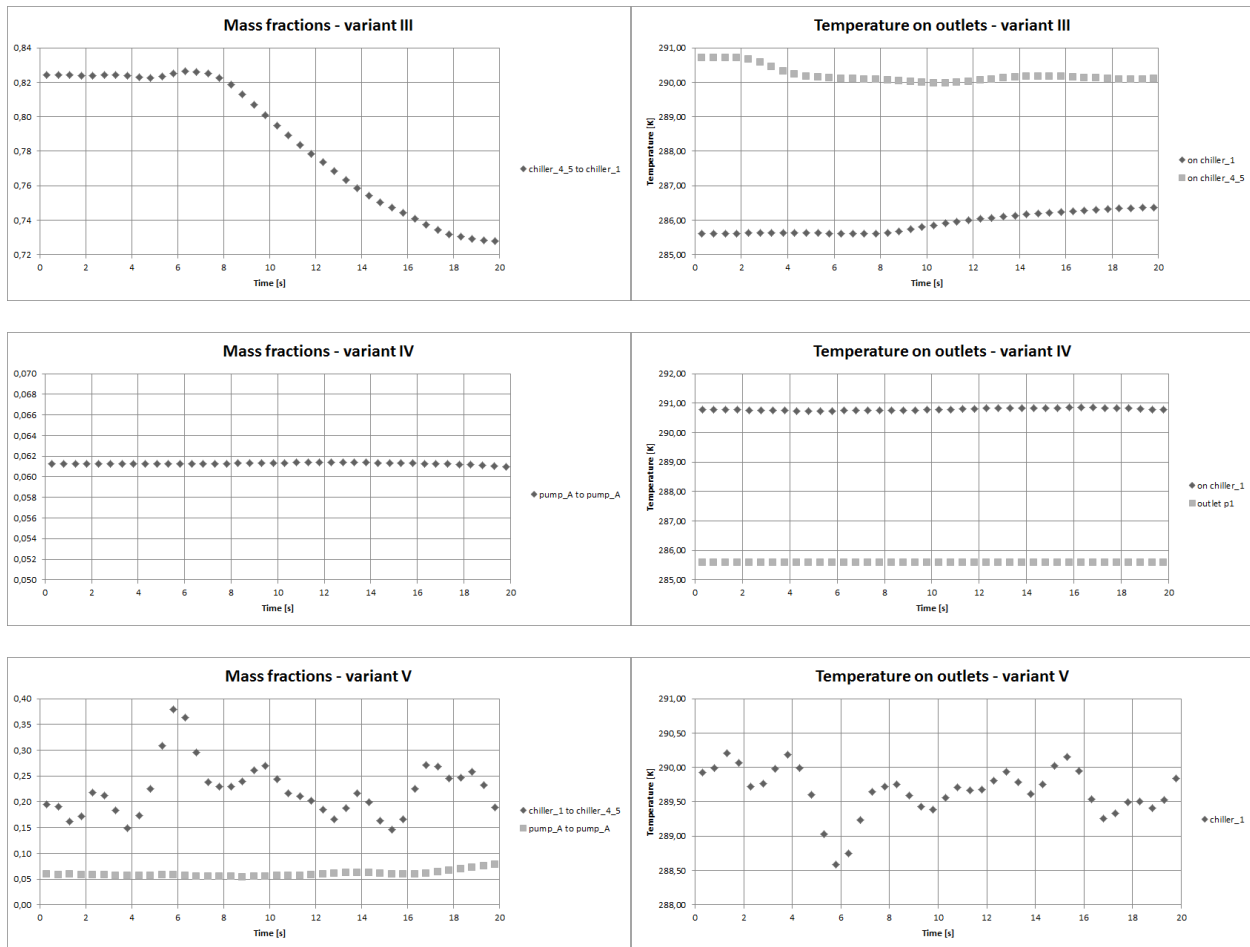 Mass fractions - variant III
0,84
0,82
0,80
0,78
0,76
0,74
0,72
0 2 4 6 8 10 12 14 16 18 20
Time [s]
chiller_4_5 to chiller_1
Temperature on outlets - variant III
291,00
290,00
289,00
288,00
287,00
286,00
285,00
Temperature [K]
0 2 4 6 8 10 12 14 16 18 20
Time [s]
on chiller_1
on chiller_4_5
Mass fractions - variant IV
0,070
0,068
0,066
0,064
0,062
0,060
0,058
0,056
0,054
0,052
0,050
0 2 4 6 8 10 12 14 16 18 20
Time [s]
pump_A to pump_A
Temperature on outlets - variant IV
292,00
291,00
290,00
289,00
288,00
287,00
286,00
285,00
Temperature [K]
0 2 4 6 8 10 12 14 16 18 20
Time [s]
on chiller_1
outlet p1
Mass fractions - variant V
0,40
0,35
0,30
0,25
0,20
0,15
0,10
0,05
0,00
0 2 4 6 8 10 12 14 16 18 20
Time [s]
chiller_1 to chiller_4_5
pump_A to pump_A
Temperature on outlets - variant V
291,00
290,50
290,00
289,50
289,00
288,50
288,00
Temperature [K]
0 2 4 6 8 10 12 14 16 18 20
Time [s]
chiller_1